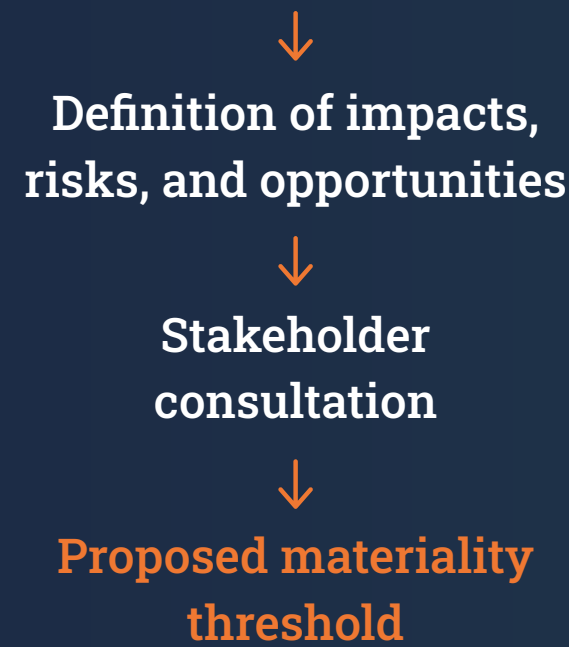 Definition of impacts,
risks, and opportunities
Stakeholder
consultation
Proposed materiality
threshold